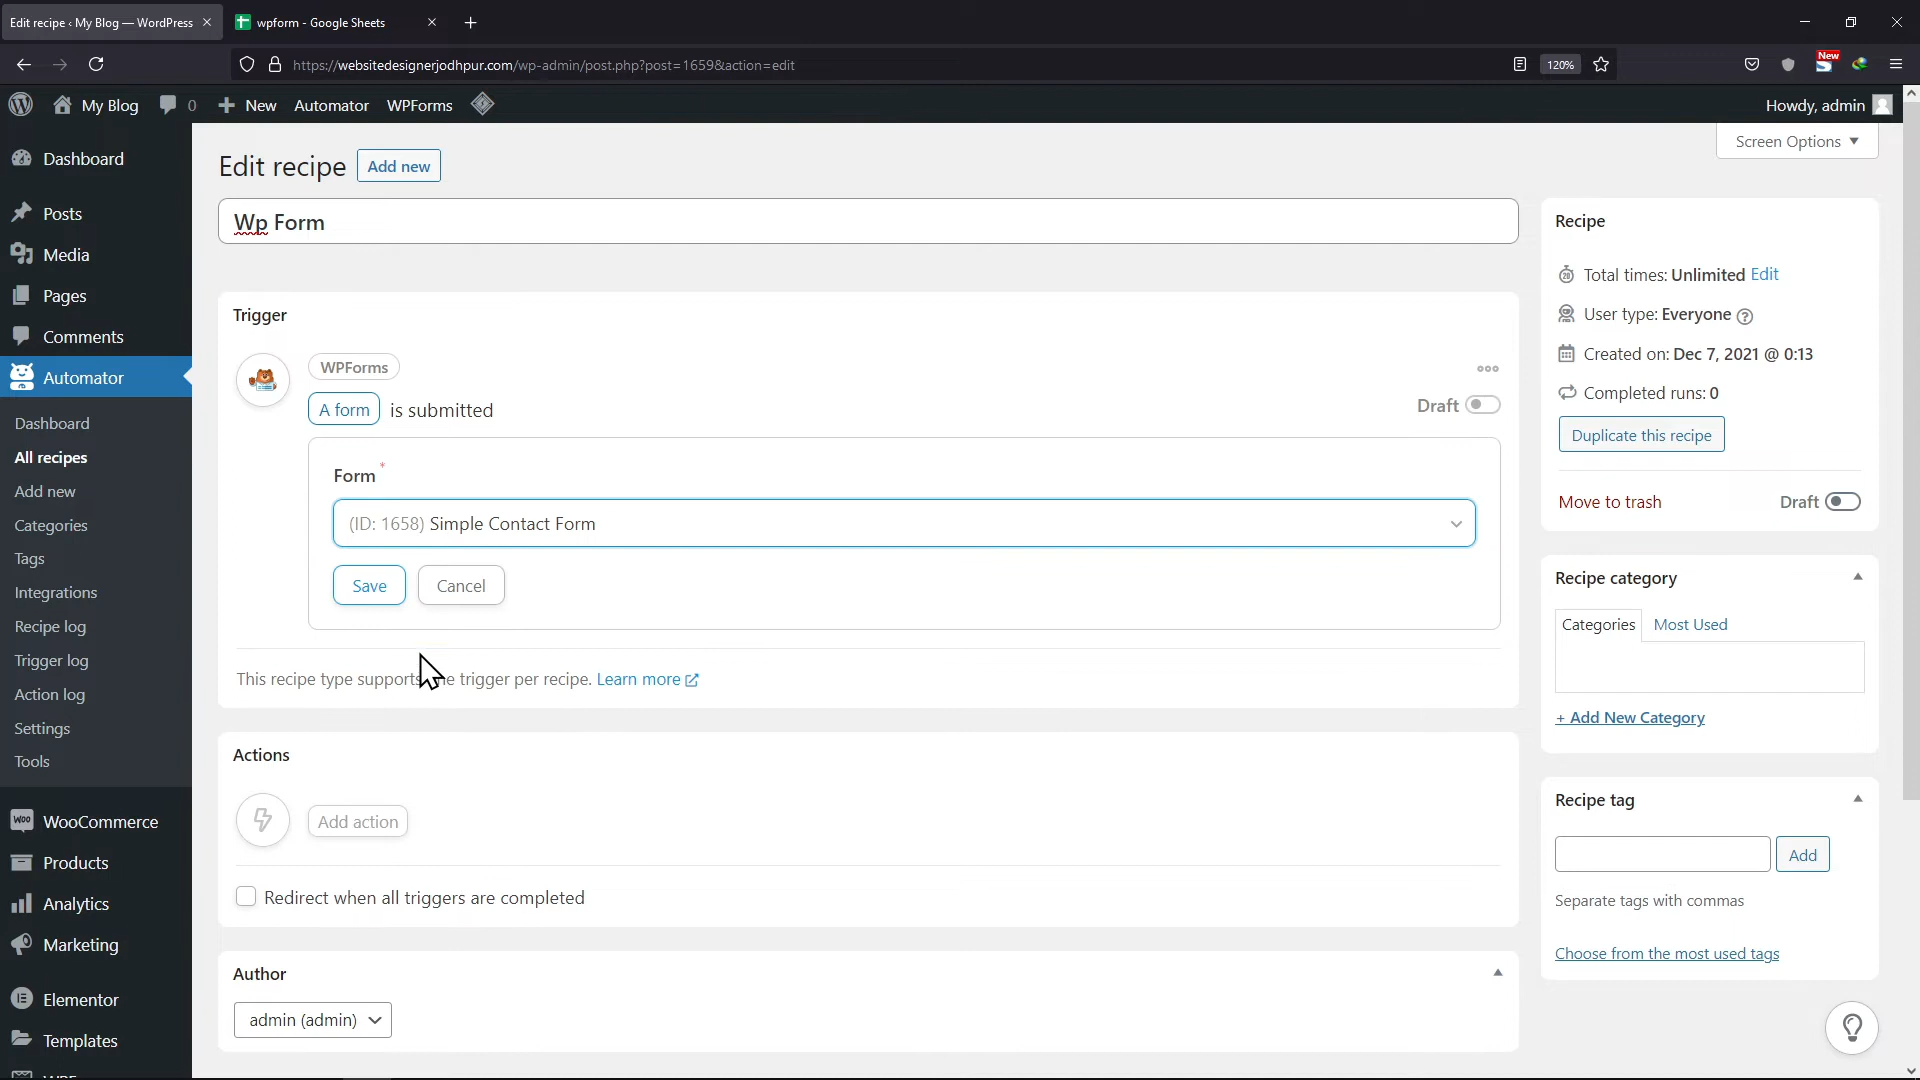 Edit recipe ‹ My Blog — WordPress
wpform - Google Sheets
https://websitedesignerjodhpur.com/wp-admin/post.php?post=1659&action=edit
120%
New
My Blog
0
New
Automator
WPForms
Howdy, admin
Screen Options
Dashboard
Posts
Media
Pages
Comments
Automator
Dashboard
All recipes
Add new
Categories
Tags
Integrations
Recipe log
Trigger log
Action log
Settings
Tools
WooCommerce
Products
Analytics
Marketing
Elementor
Templates
Edit recipe
Add new
Wp Form
Trigger
WPForms
A form is submitted
Draft
Form *
(ID: 1658) Simple Contact Form
Save
Cancel
This recipe type supports trigger per recipe. Learn more
Actions
Add action
Redirect when all triggers are completed
Author
admin (admin)
Recipe
Total times: Unlimited Edit
User type: Everyone
Created on: Dec 7, 2021 @ 0:13
Completed runs: 0
Duplicate this recipe
Move to trash
Draft
Recipe category
Categories
Most Used
+ Add New Category
Recipe tag
Add
Separate tags with commas
Choose from the most used tags